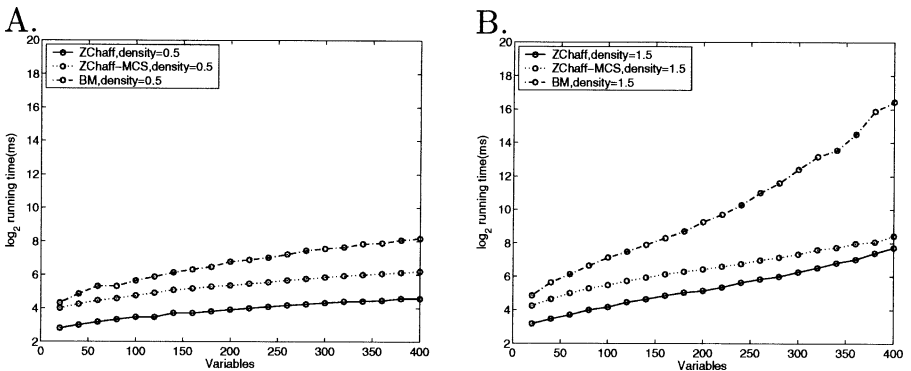 A.
ZChaff,density=0.5
ZChaff-MCS,density=0.5
BM,density=0.5
20
18
16
14
12
10
8
6
4
2
log2 running time(ms)
0 50 100 150 200 250 300 350 400
Variables
B.
ZChaff,density=1.5
ZChaff-MCS,density=1.5
BM,density=1.5
20
18
16
14
12
10
8
6
4
2
log2 running time(ms)
0 50 100 150 200 250 300 350 400
Variables